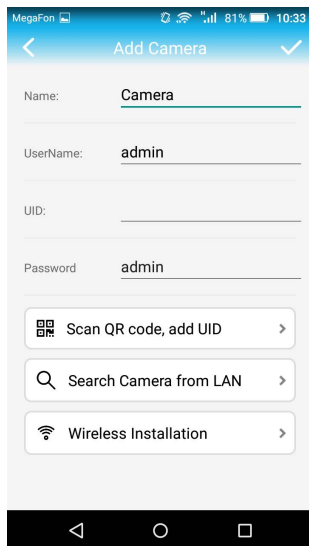 MegaFon 81% 10:33
Add Camera
Name: Camera
UserName: admin
UID:
Password admin
Scan QR code, add UID
Search Camera from LAN
Wireless Installation